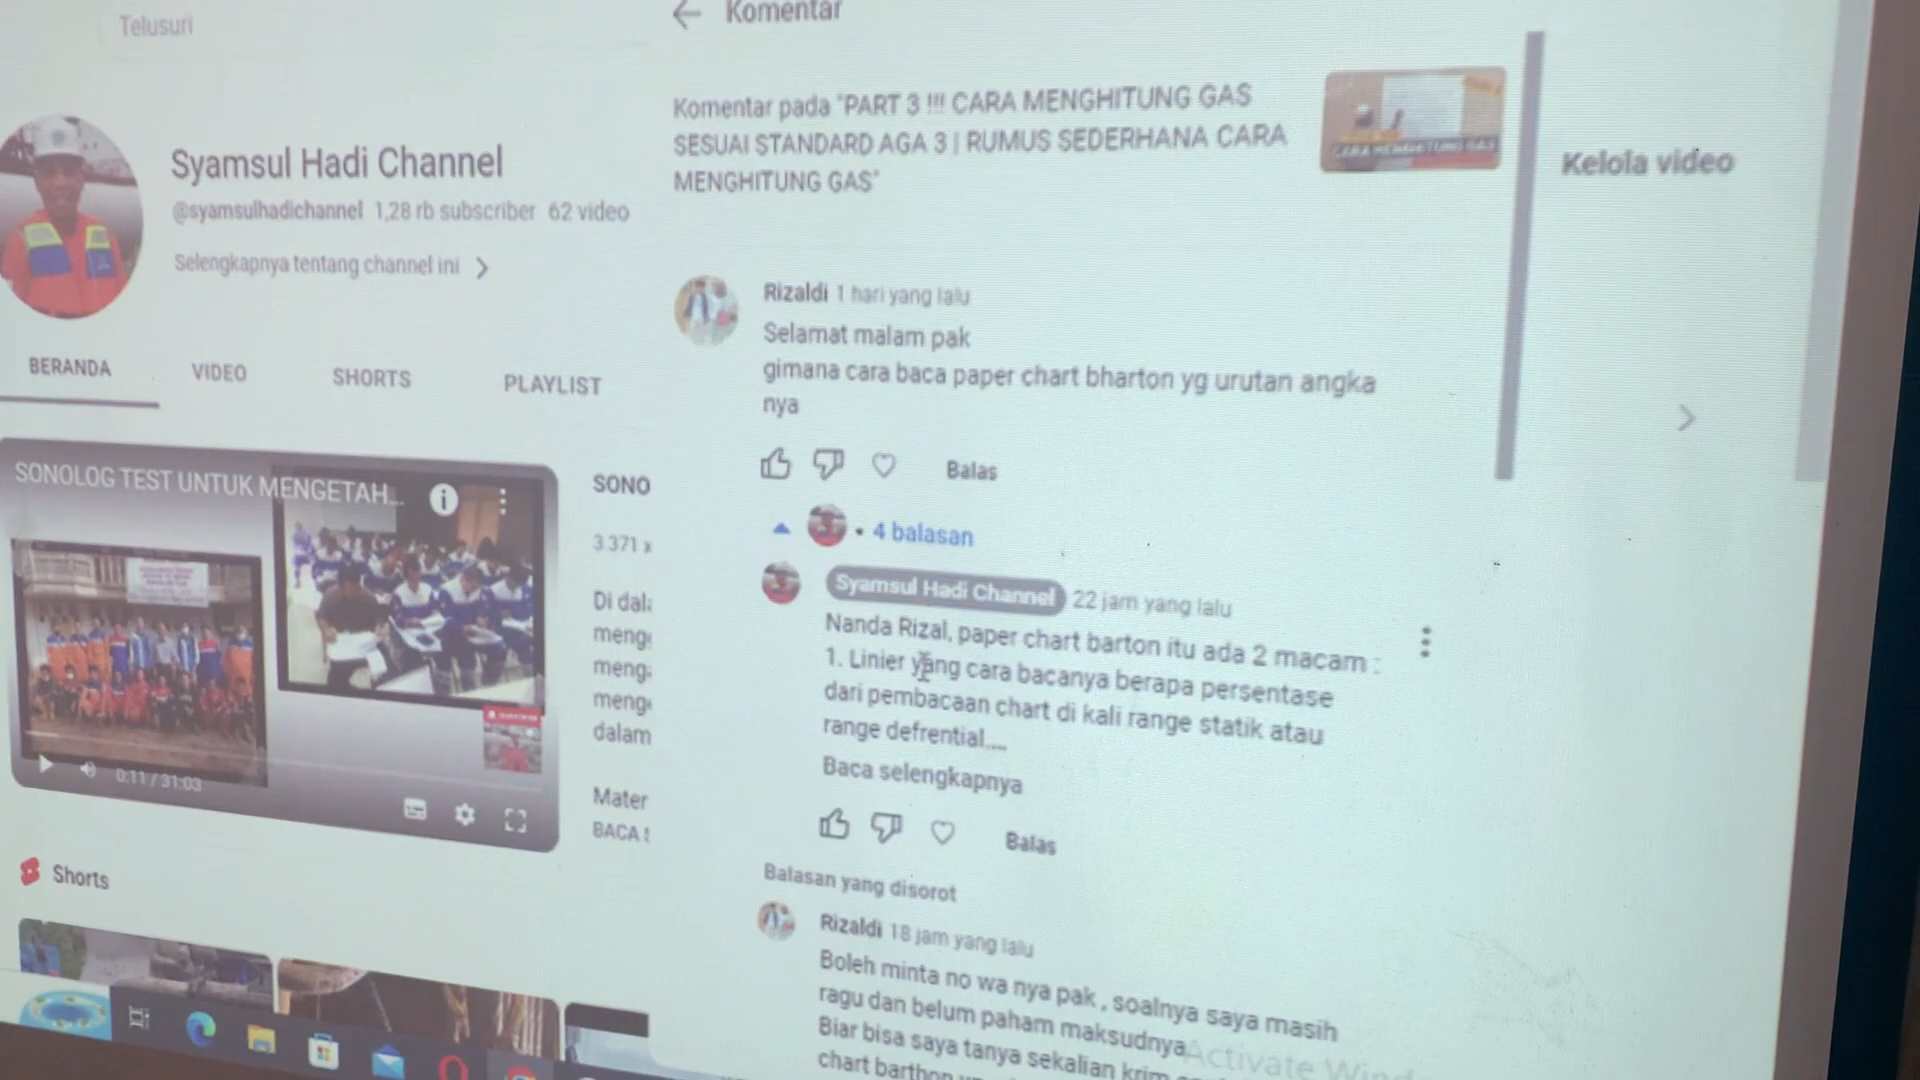 Telusuri
Syamsul Hadi Channel
@syamsulhadichannel 1,28 rb subscriber 62 video
Selengkapnya tentang channel ini
BERANDA
VIDEO
SHORTS
PLAYLIST
SONOLOG TEST UNTUK MENGETAH...
0:11 / 31:03
SONO
3.371 x
Di dala
meng
meng
meng
dalam
Mater
BACA
Shorts
Komentar
Komentar pada "PART 3 !!! CARA MENGHITUNG GAS
SESUAI STANDARD AGA 3 | RUMUS SEDERHANA CARA
MENGHITUNG GAS"
CARA MENGHITUNG GAS
Kelola video
Rizaldi 1 hari yang lalu
Selamat malam pak
gimana cara baca paper chart bharton yg urutan angka
nya
Balas
• 4 balasan
Syamsul Hadi Channel 22 jam yang lalu
Nanda Rizal, paper chart barton itu ada 2 macam :
1. Linier yang cara bacanya berapa persentase
dari pembacaan chart di kali range statik atau
range defrential....
Baca selengkapnya
Balas
Balasan yang disorot
Rizaldi 18 jam yang lalu
Boleh minta no wa nya pak , soalnya saya masih
ragu dan belum paham maksudnya
Biar bisa saya tanya sekalian krim
chart barthon
Activate Wind